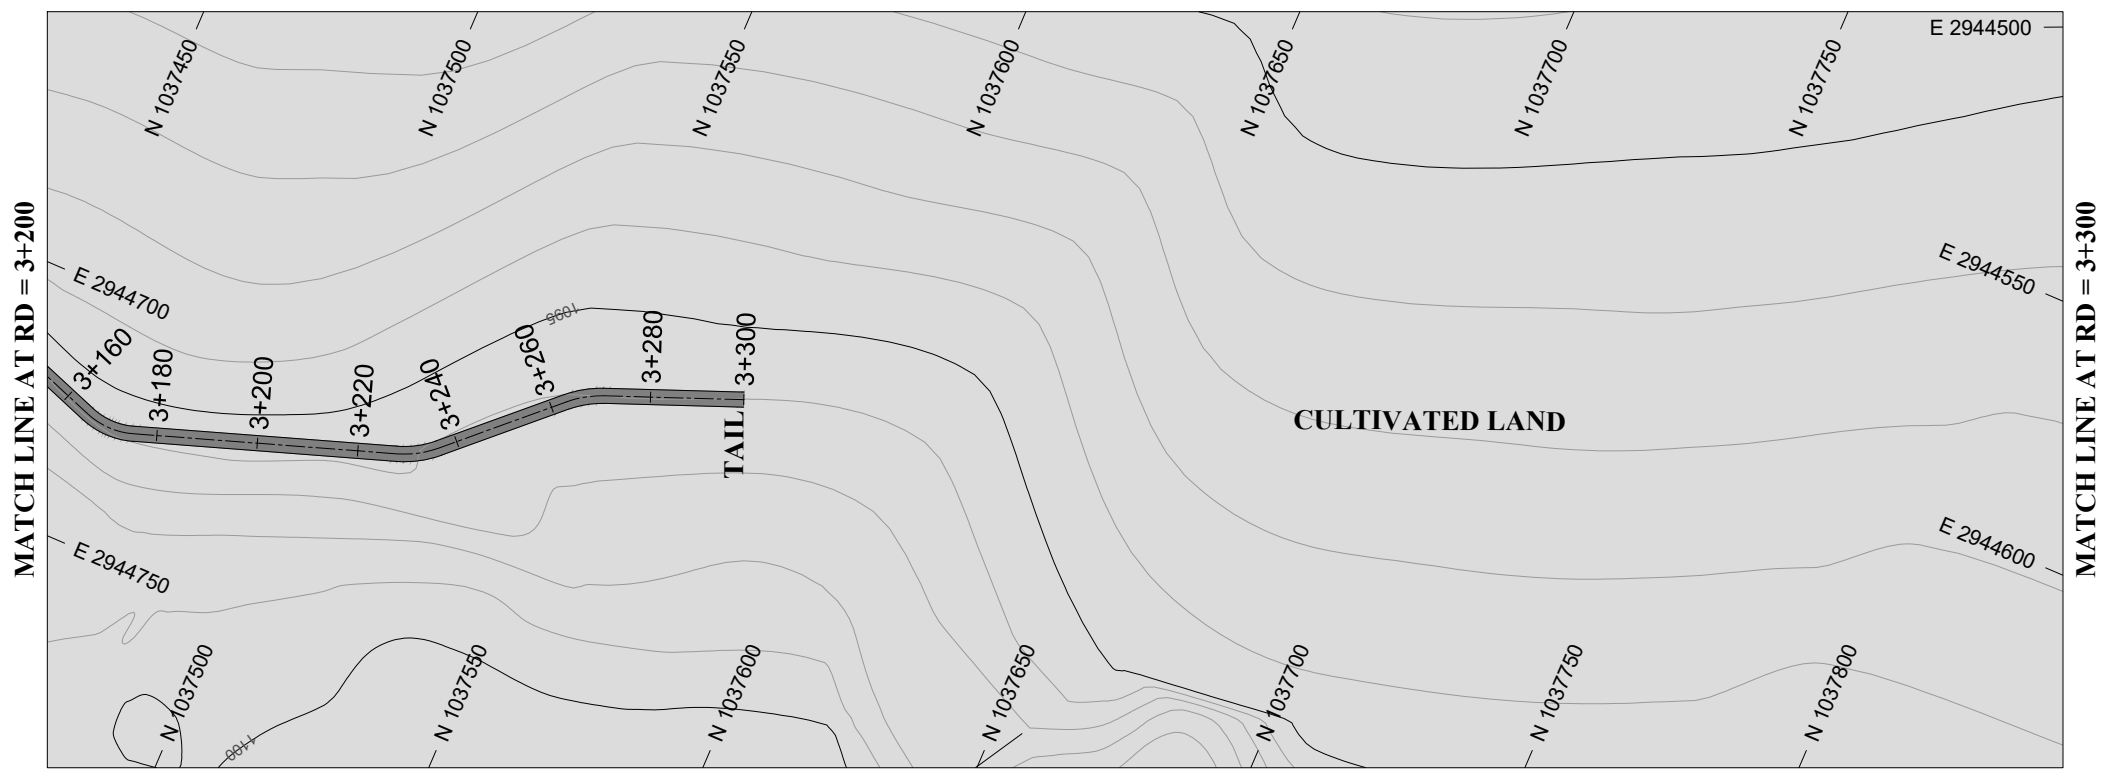 N 1037450
N 1037500
N 1037550
N 1037600
N 1037650
N 1037700
N 1037750
E 2944500
MATCH LINE AT RD = 3+200
E 2944700
E 2944550
MATCH LINE AT RD = 3+300
1095
3+160
3+180
3+200
3+220
3+240
3+260
3+280
3+300
TAIL
CULTIVATED LAND
E 2944750
E 2944600
N 1037500
N 1037550
N 1037600
N 1037650
N 1037700
N 1037750
N 1037800
1100